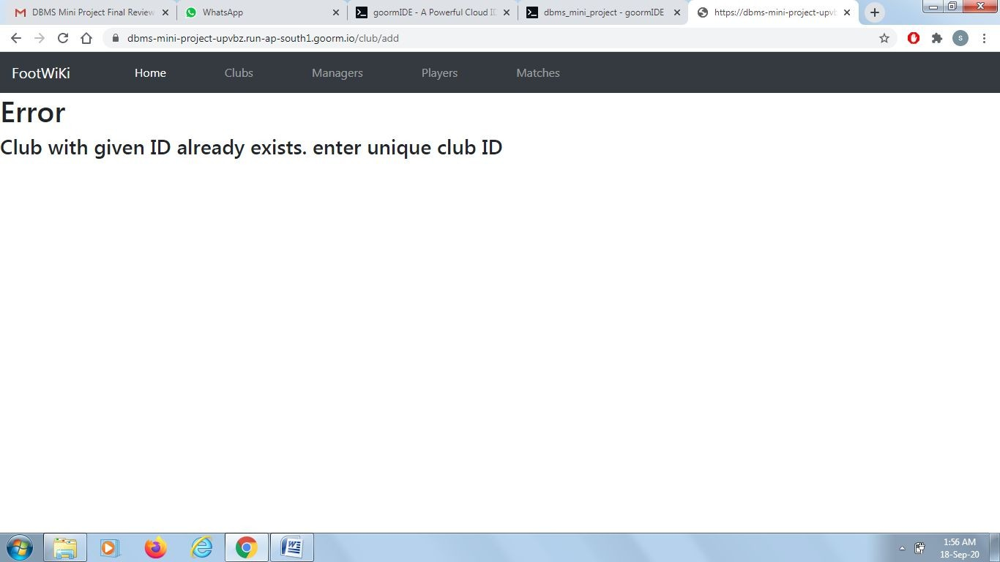 DBMS Mini Project Final Review
WhatsApp
goormIDE - A Powerful Cloud ID
dbms_mini_project - goormIDE
https://dbms-mini-project-upvb
dbms-mini-project-upvbz.run-ap-south1.goorm.io/club/add
S
FootWiKi
Home
Clubs
Managers
Players
Matches
Error
Club with given ID already exists. enter unique club ID
1:56 AM
18-Sep-20